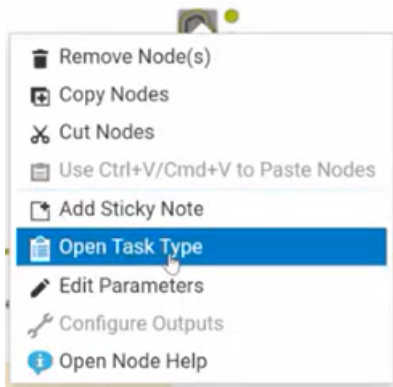 Remove Node(s)
Copy Nodes
Cut Nodes
Use Ctrl+V/Cmd+V to Paste Nodes
Add Sticky Note
Open Task Type
Edit Parameters
Configure Outputs
Open Node Help